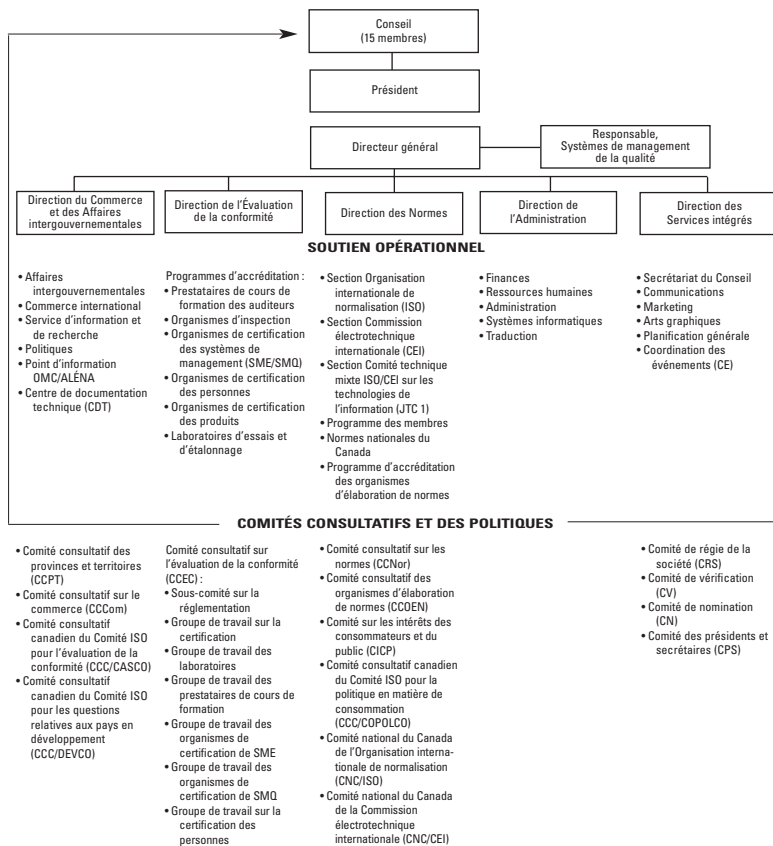 Conseil
(15 membres)
Président
Directeur général
Responsable,
Systèmes de management
de la qualité
Direction du Commerce
et des Affaires
intergouvernementales
Direction de l'Évaluation
de la conformité
Direction des Normes
Direction de
l'Administration
Direction des
Services intégrés
SOUTIEN OPÉRATIONNEL
• Affaires
intergouvernementales
• Commerce international
• Service d'information et
de recherche
• Politiques
• Point d'information
OMC/ALÉNA
• Centre de documentation
technique (CDT)
Programmes d'accréditation :
• Prestataires de cours de
formation des auditeurs
• Organismes d'inspection
• Organismes de certification
des systèmes de
management (SME/SMQ)
• Organismes de certification
des personnes
• Organismes de certification
des produits
• Laboratoires d'essais et
d'étalonnage
• Section Organisation
internationale de
normalisation (ISO)
• Section Commission
électrotechnique
internationale (CEI)
• Section Comité technique
mixte ISO/CEI sur les
technologies de
l'information (JTC 1)
• Programme des membres
• Normes nationales du
Canada
• Programme d'accréditation
des organismes
d'élaboration de normes
• Finances
• Ressources humaines
• Administration
• Systèmes informatiques
• Traduction
• Secrétariat du Conseil
• Communications
• Marketing
• Arts graphiques
• Planification générale
• Coordination des
événements (CE)
COMITÉS CONSULTATIFS ET DES POLITIQUES
• Comité consultatif des
provinces et territoires
(CCPT)
• Comité consultatif sur le
commerce (CCCom)
• Comité consultatif
canadien du Comité ISO
pour l'évaluation de la
conformité (CCC/CASCO)
• Comité consultatif
canadien du Comité ISO
pour les questions
relatives aux pays en
développement
(CCC/DEVCO)
Comité consultatif sur
l'évaluation de la conformité
(CCEC) :
• Sous-comité sur la
réglementation
• Groupe de travail sur la
certification
• Groupe de travail des
laboratoires
• Groupe de travail des
prestataires de cours de
formation
• Groupe de travail des
organismes de
certification de SME
• Groupe de travail des
organismes de
certification de SMQ
• Groupe de travail sur la
certification des
personnes
• Comité consultatif sur les
normes (CCNor)
• Comité consultatif des
organismes d'élaboration
de normes (CCOEN)
• Comité sur les intérêts des
consommateurs et du
public (CICP)
• Comité consultatif canadien
du Comité ISO pour la
politique en matière de
consommation
(CCC/COPOLCO)
• Comité national du Canada
de l'Organisation interna-
tionale de normalisation
(CNC/ISO)
• Comité national du Canada
de la Commission
électrotechnique
internationale (CNC/CEI)
• Comité de régie de la
société (CRS)
• Comité de vérification
(CV)
• Comité de nomination
(CN)
• Comité des présidents et
secrétaires (CPS)